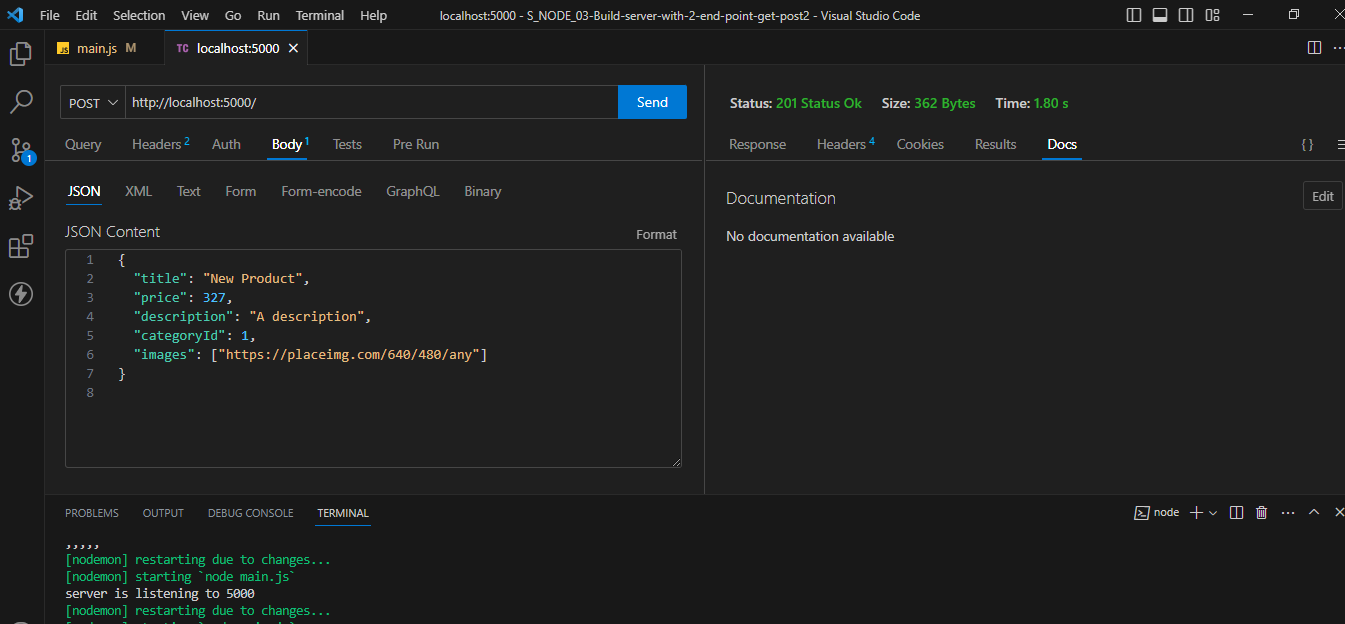 File Edit Selection View Go Run Terminal Help localhost:5000 - S_NODE_03-Build-server-with-2-end-point-get-post2 - Visual Studio Code
JS main.js M TC localhost:5000
POST http://localhost:5000/ Send
Status: 201 Status Ok Size: 362 Bytes Time: 1.80 s
Query Headers 2 Auth Body 1 Tests Pre Run
Response Headers 4 Cookies Results Docs { }
1
JSON XML Text Form Form-encode GraphQL Binary
Documentation Edit
JSON Content Format
No documentation available
1 {
2 "title": "New Product",
3 "price": 327,
4 "description": "A description",
5 "categoryId": 1,
6 "images": ["https://placeimg.com/640/480/any"]
7 }
8
PROBLEMS OUTPUT DEBUG CONSOLE TERMINAL node
,,,,,
[nodemon] restarting due to changes...
[nodemon] starting `node main.js`
server is listening to 5000
[nodemon] restarting due to changes...